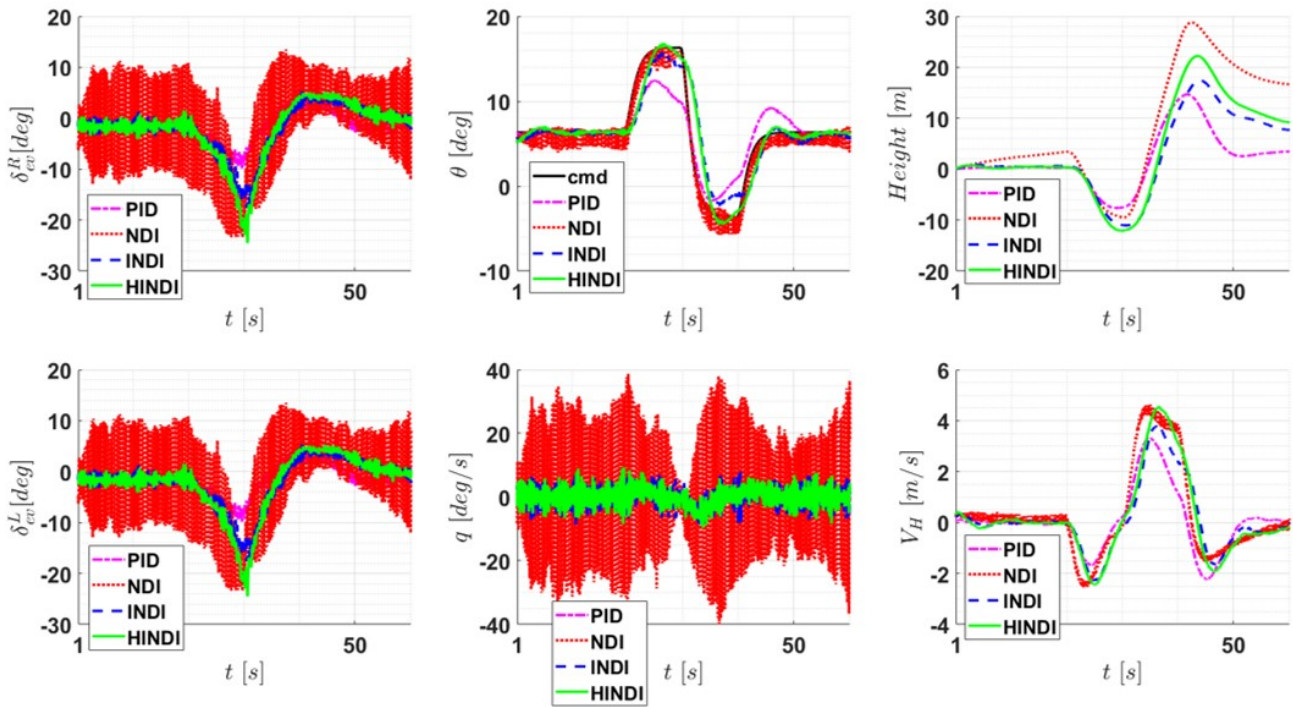 20
10
0
-10
-20
-30
δ_ev^R[deg]
PID
NDI
INDI
HINDI
1
50
t [s]
20
10
0
-10
θ [deg]
cmd
PID
NDI
INDI
HINDI
1
50
t [s]
30
20
10
0
-10
-20
Height [m]
PID
NDI
INDI
HINDI
1
50
t [s]
20
10
0
-10
-20
-30
δ_ev^L[deg]
PID
NDI
INDI
HINDI
1
50
t [s]
40
20
0
-20
-40
q [deg/s]
PID
NDI
INDI
HINDI
1
50
t [s]
6
4
2
0
-2
-4
V_H [m/s]
PID
NDI
INDI
HINDI
1
50
t [s]